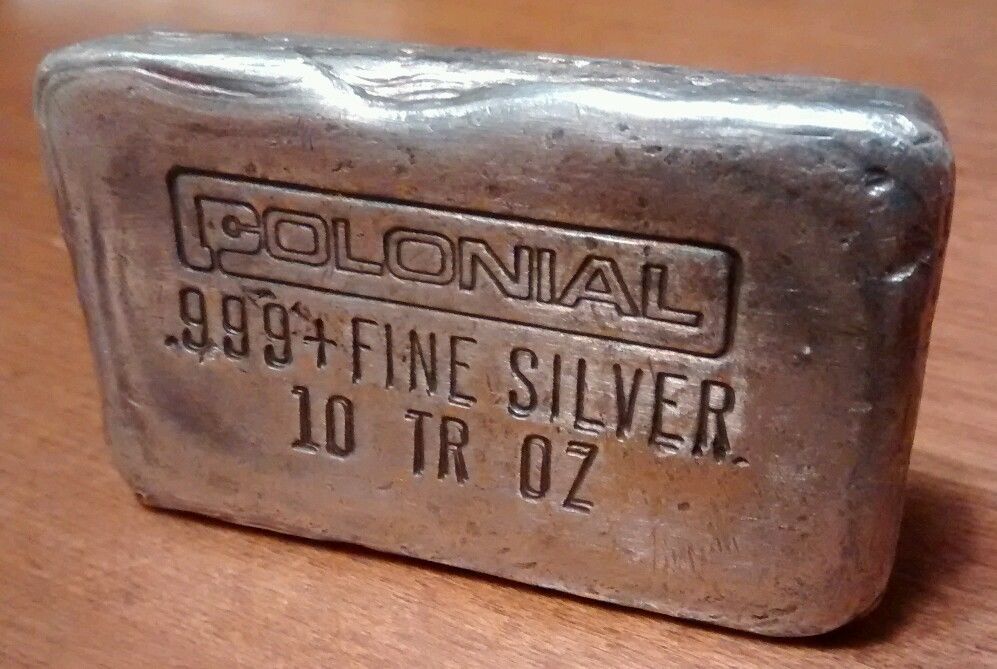 COLONIAL
.999+ FINE SILVER
10 TR OZ